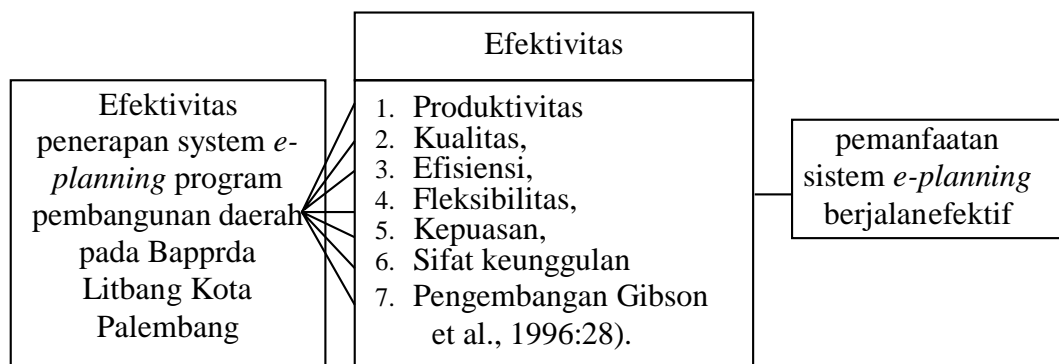 Efektivitas
penerapan system e-
planning program
pembangunan daerah
pada Bapprda
Litbang Kota
Palembang
Efektivitas
1. Produktivitas
2. Kualitas,
3. Efisiensi,
4. Fleksibilitas,
5. Kepuasan,
6. Sifat keunggulan
7. Pengembangan Gibson
et al., 1996:28).
pemanfaatan
sistem e-planning
berjalanefektif